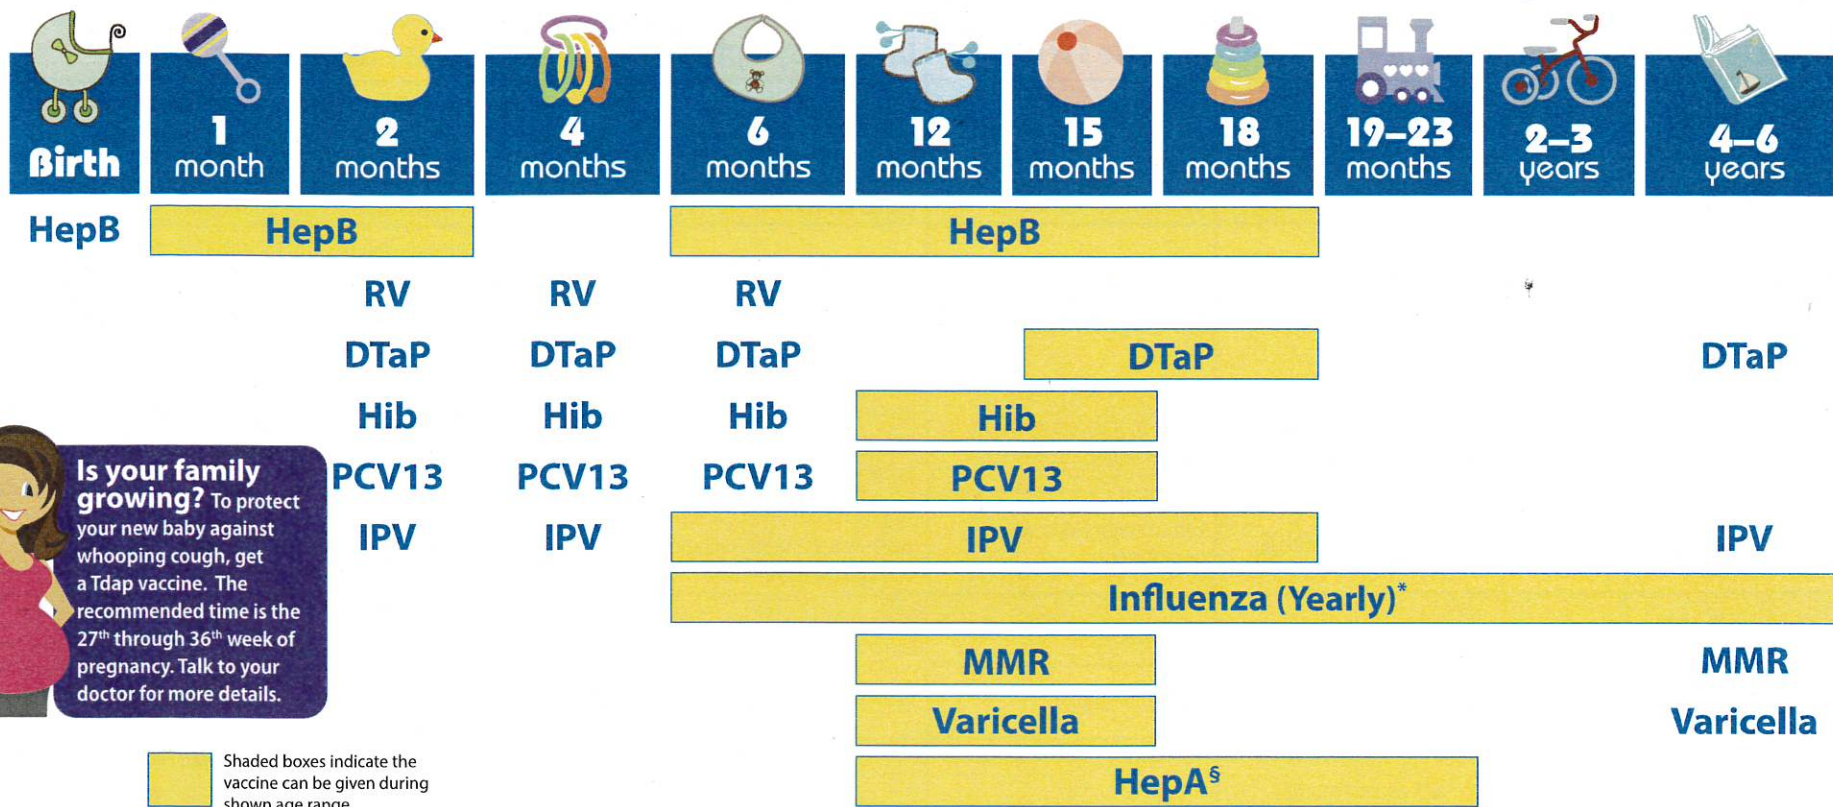 Birth
1
month
2
months
4
months
6
months
12
months
15
months
18
months
19–23
months
2–3
years
4–6
years
HepB HepB HepB
RV RV RV
DTaP DTaP DTaP DTaP DTaP
Hib Hib Hib Hib
PCV13 PCV13 PCV13 PCV13
IPV IPV IPV IPV
Influenza (Yearly)*
MMR MMR
Varicella Varicella
HepA§
Is your family
growing? To protect
your new baby against
whooping cough, get
a Tdap vaccine. The
recommended time is the
27th through 36th week of
pregnancy. Talk to your
doctor for more details.
Shaded boxes indicate the
vaccine can be given during
shown age range